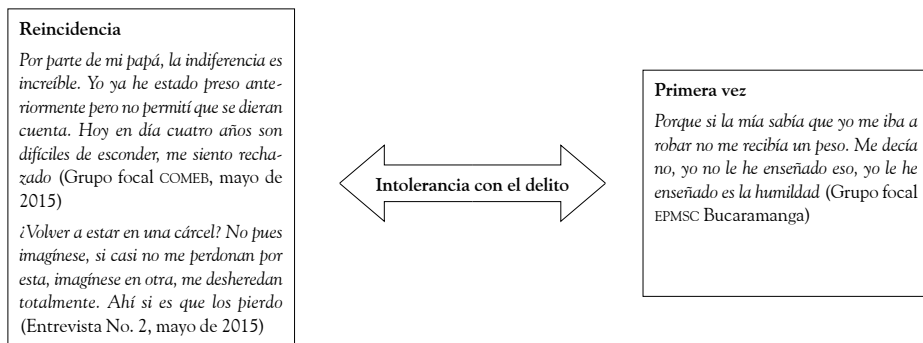 Reincidencia
Por parte de mi papá, la indiferencia es
increíble. Yo ya he estado preso ante-
riormente pero no permití que se dieran
cuenta. Hoy en día cuatro años son
difíciles de esconder, me siento recha-
zado (Grupo focal COMEB, mayo de
2015)
¿Volver a estar en una cárcel? No pues
imagínese, si casi no me perdonan por
esta, imagínese en otra, me desheredan
totalmente. Ahí si es que los pierdo
(Entrevista No. 2, mayo de 2015)
Intolerancia con el delito
Primera vez
Porque si la mía sabía que yo me iba a
robar no me recibía un peso. Me decía
no, yo no le he enseñado eso, yo le he
enseñado es la humildad (Grupo focal
EPMSC Bucaramanga)